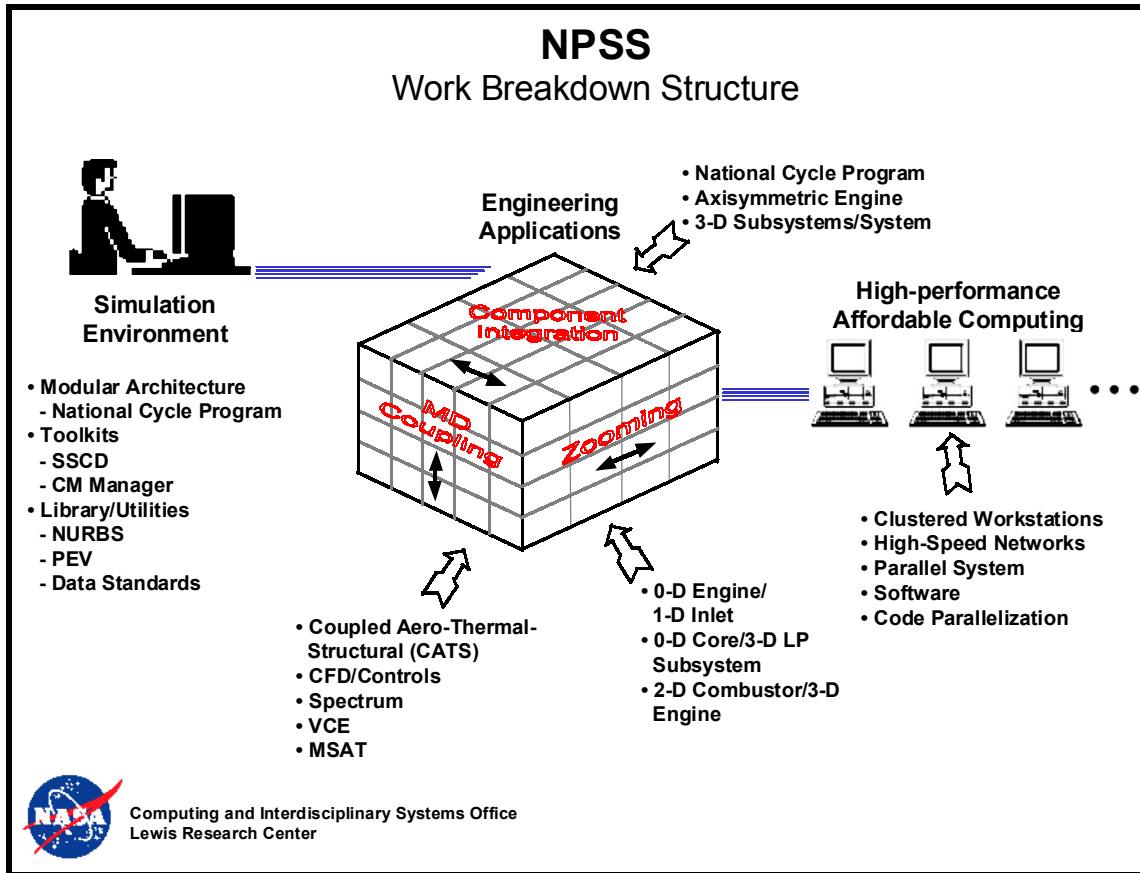 NPSS
Work Breakdown Structure
• National Cycle Program
• Axisymmetric Engine
• 3-D Subsystems/System
Engineering
Applications
Simulation
Environment
• Modular Architecture
- National Cycle Program
• Toolkits
- SSCD
- CM Manager
• Library/Utilities
- NURBS
- PEV
- Data Standards
Component
Integration
MD
Coupling
Zooming
High-performance
Affordable Computing
• • •
• Clustered Workstations
• High-Speed Networks
• Parallel System
• Software
• Code Parallelization
• Coupled Aero-Thermal-
Structural (CATS)
• CFD/Controls
• Spectrum
• VCE
• MSAT
• 0-D Engine/
1-D Inlet
• 0-D Core/3-D LP
Subsystem
• 2-D Combustor/3-D
Engine
NASA
Computing and Interdisciplinary Systems Office
Lewis Research Center